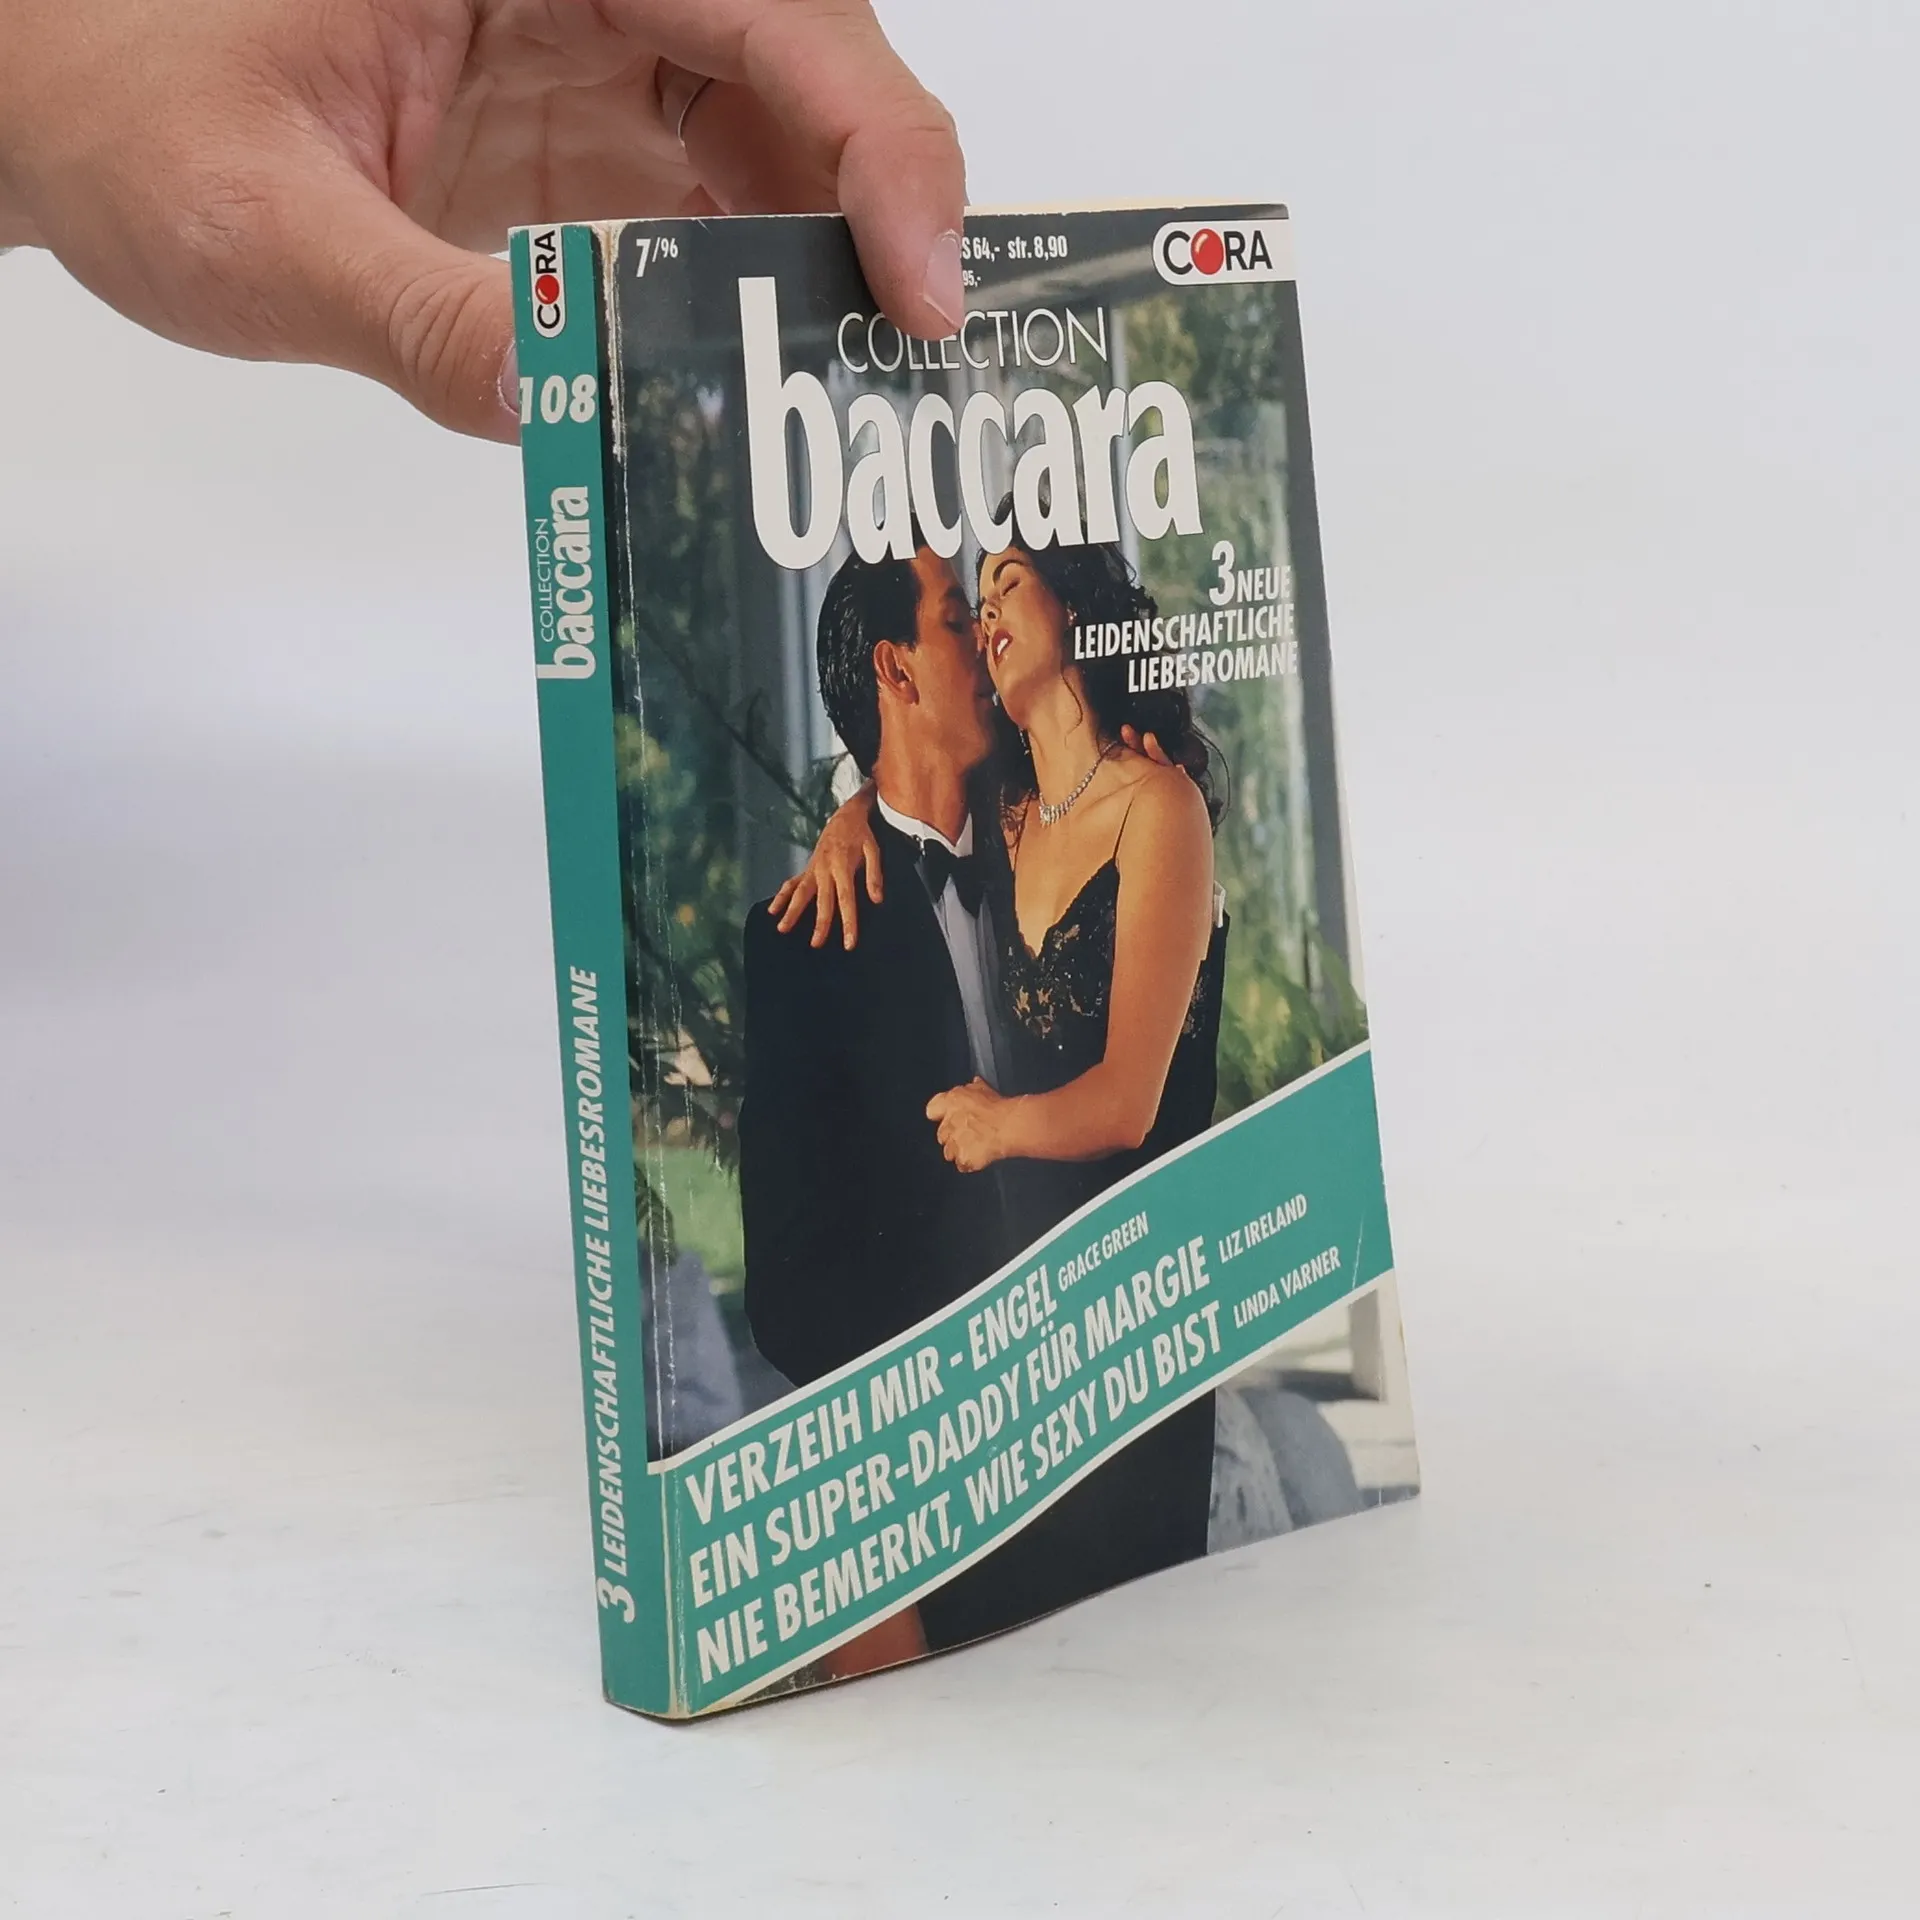 CORA
108
COLLECTION
baccara
3 LEIDENSCHAFTLICHE LIEBESROMANE
7/96
S 64,- sfr. 8,90
95,-
CORA
COLLECTION
baccara
3 NEUE
LEIDENSCHAFTLICHE
LIEBESROMANE
VERZEIH MIR - ENGEL GRACE GREEN
EIN SUPER-DADDY FÜR MARGIE LIZ IRELAND
NIE BEMERKT, WIE SEXY DU BIST LINDA VARNER